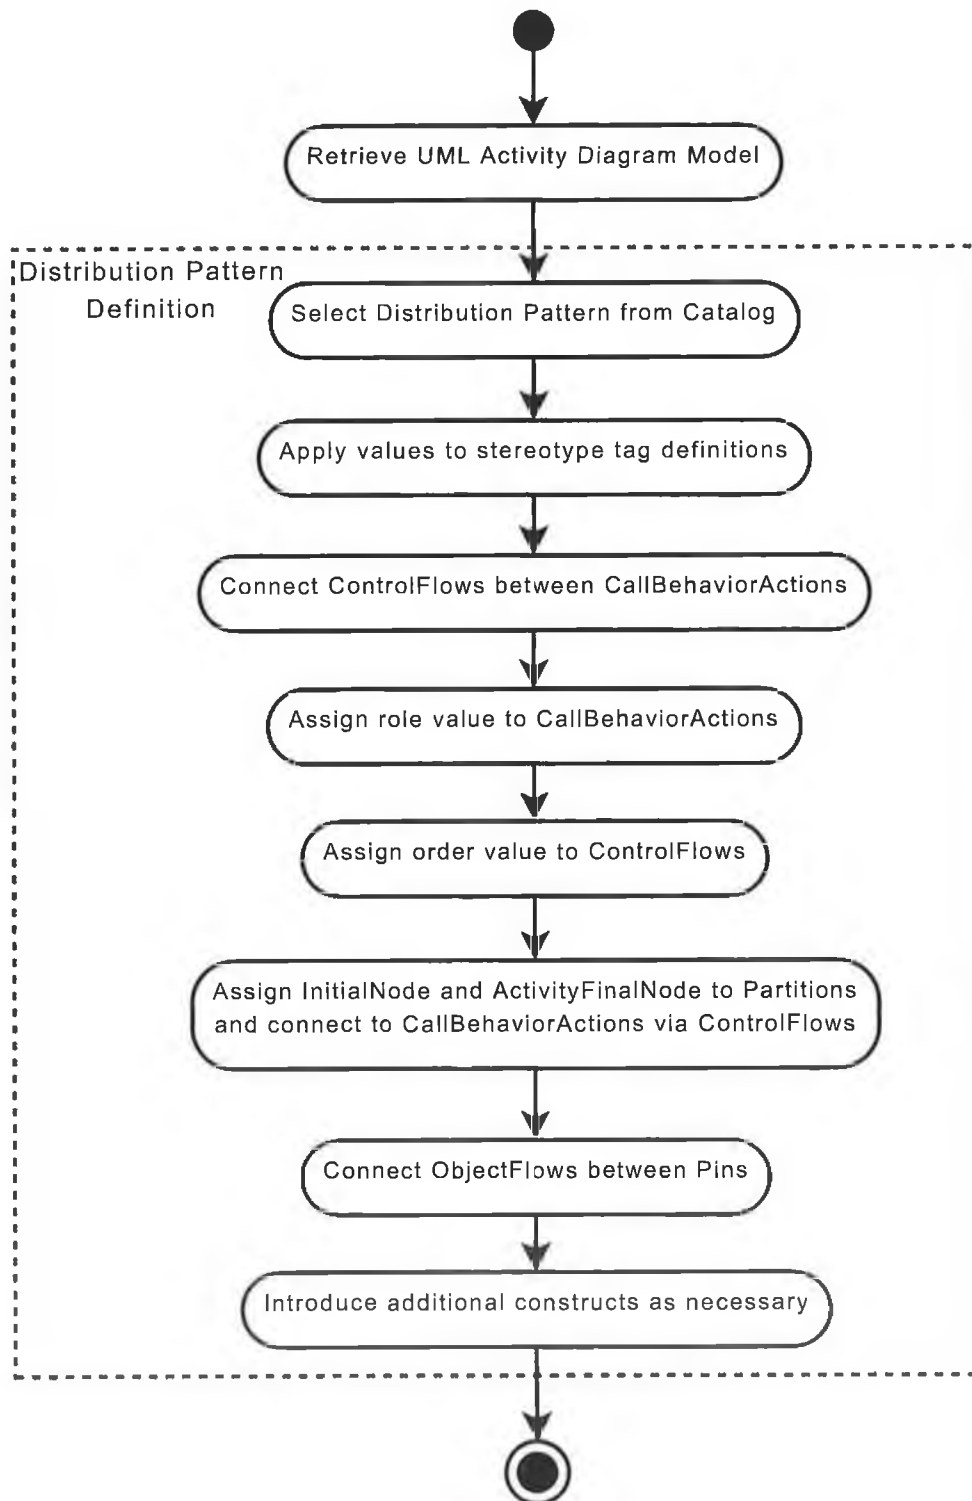 Retrieve UML Activity Diagram Model
Distribution Pattern
Definition
Select Distribution Pattern from Catalog
Apply values to stereotype tag definitions
Connect ControlFlows between CallBehaviorActions
Assign role value to CallBehaviorActions
Assign order value to ControlFlows
Assign InitialNode and ActivityFinalNode to Partitions
and connect to CallBehaviorActions via ControlFlows
Connect ObjectFlows between Pins
Introduce additional constructs as necessary